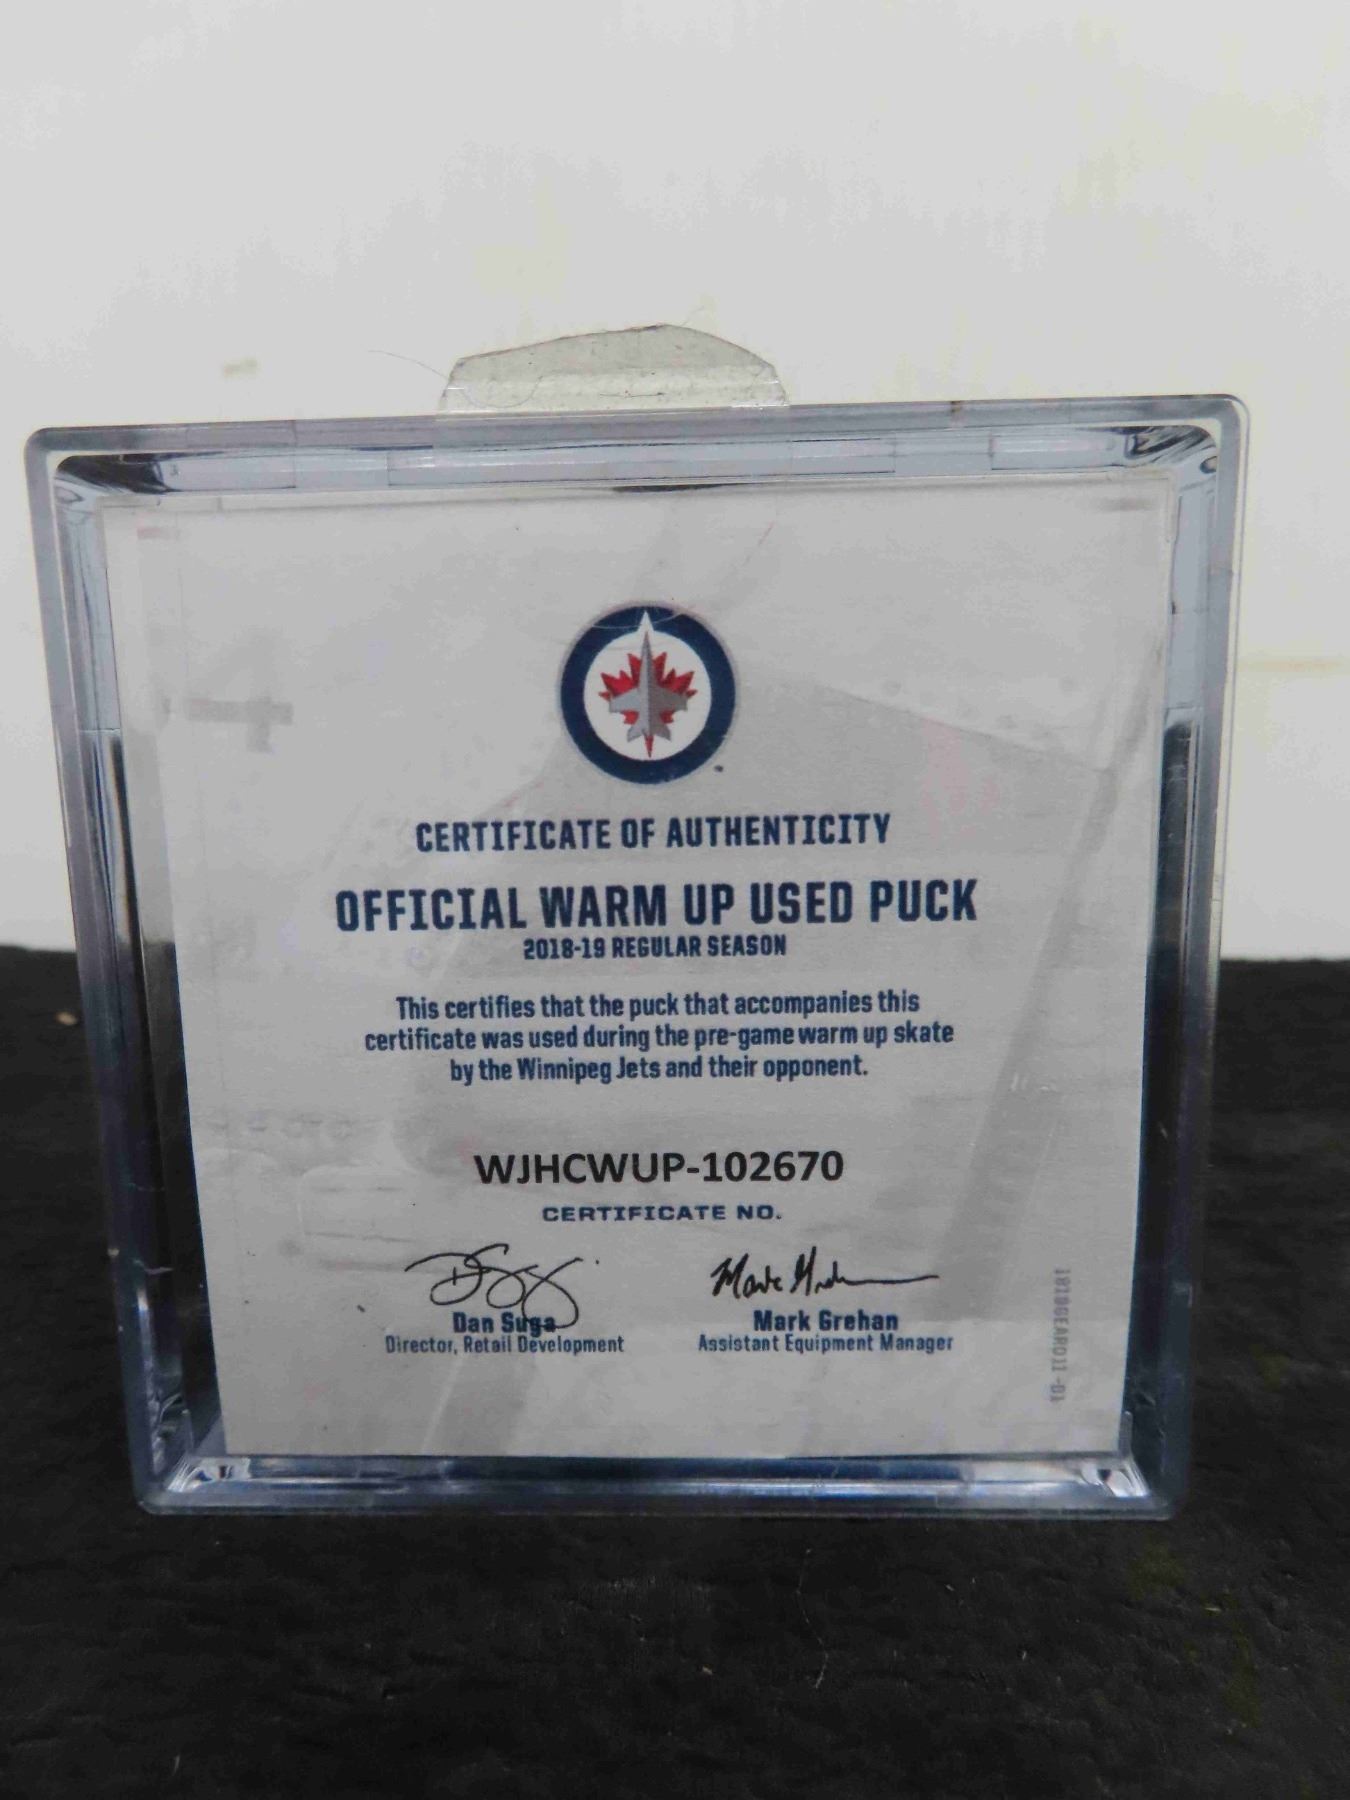 CERTIFICATE OF AUTHENTICITY
OFFICIAL WARM UP USED PUCK
2018-19 REGULAR SEASON
This certifies that the puck that accompanies this
certificate was used during the pre-game warm up skate
by the Winnipeg Jets and their opponent.
WJHCWUP-102670
CERTIFICATE NO.
Dan Suga
Director, Retail Development
Mark Grehan
Assistant Equipment Manager
1819GEAR011-01